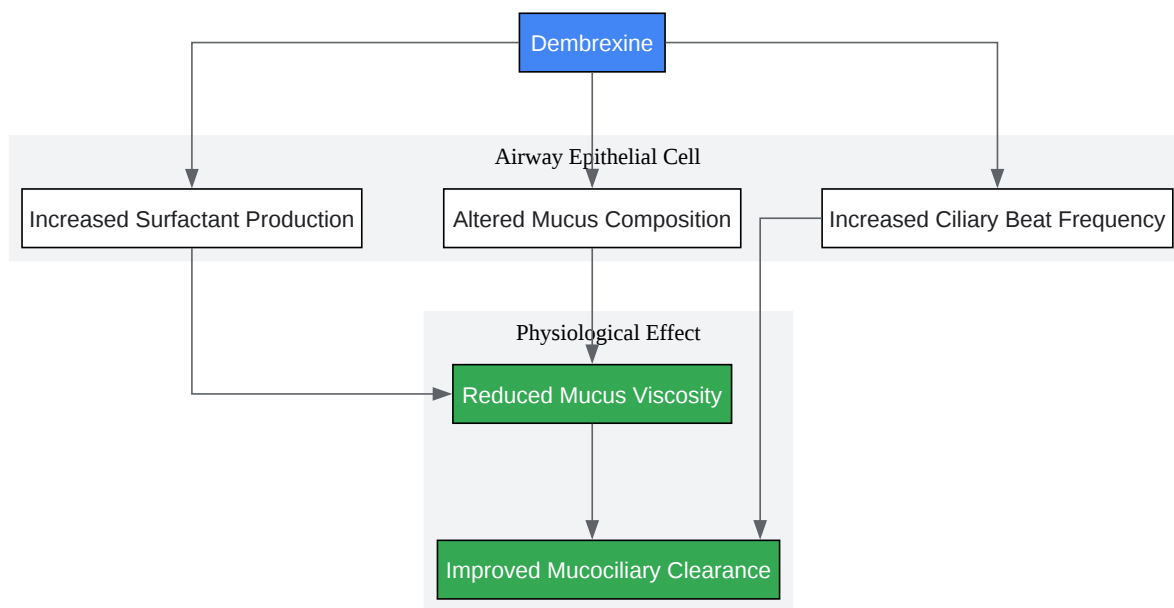 Dembrexine
Airway Epithelial Cell
Increased Surfactant Production
Altered Mucus Composition
Increased Ciliary Beat Frequency
Physiological Effect
Reduced Mucus Viscosity
Improved Mucociliary Clearance